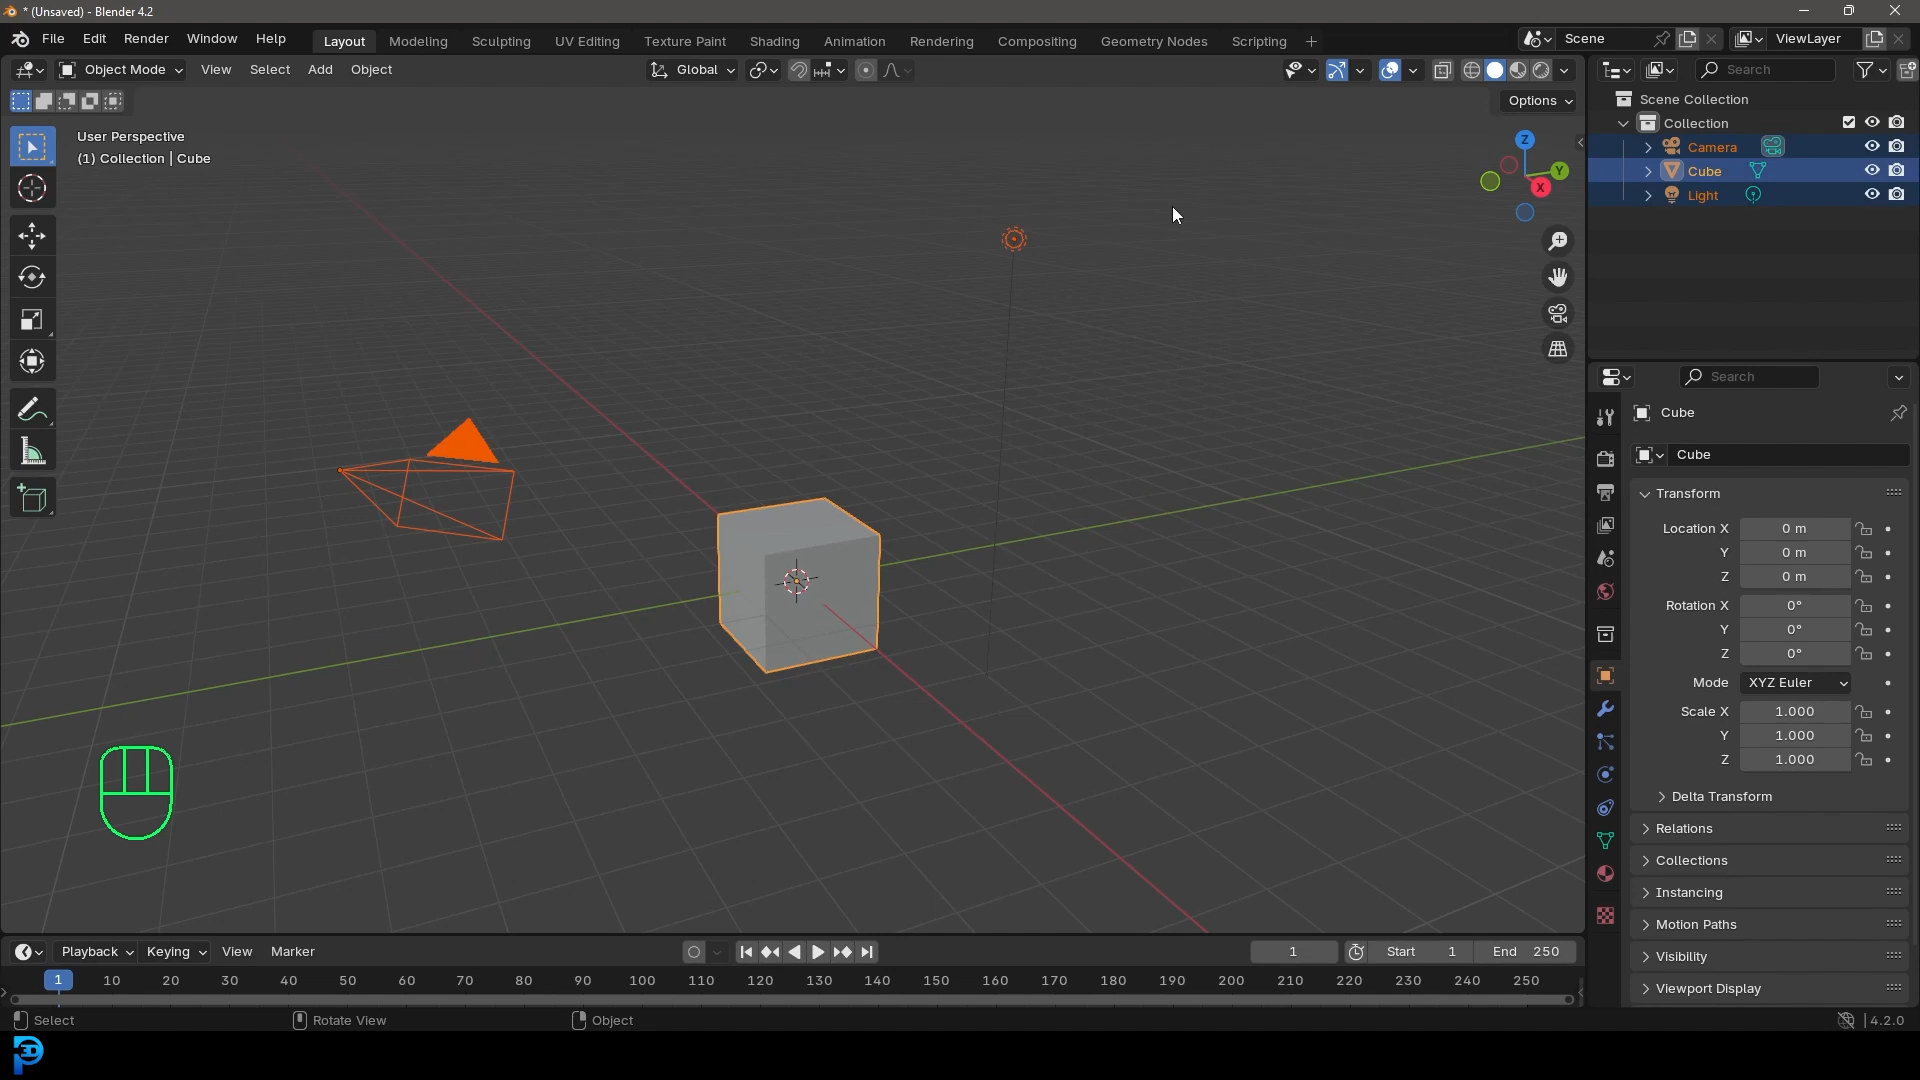 * (Unsaved) - Blender 4.2
File Edit Render Window Help Layout Modeling Sculpting UV Editing Texture Paint Shading Animation Rendering Compositing Geometry Nodes Scripting + Scene ViewLayer
Object Mode View Select Add Object Global
Options
User Perspective
(1) Collection | Cube
Z
Y
X
Search
Scene Collection
Collection
Camera
Cube
Light
Search
Cube
Cube
Transform
Location X 0 m
Y 0 m
Z 0 m
Rotation X 0°
Y 0°
Z 0°
Mode XYZ Euler
Scale X 1.000
Y 1.000
Z 1.000
Delta Transform
Relations
Collections
Instancing
Motion Paths
Visibility
Viewport Display
Playback Keying View Marker 1 Start 1 End 250
1 10 20 30 40 50 60 70 80 90 100 110 120 130 140 150 160 170 180 190 200 210 220 230 240 250
Select Rotate View Object 4.2.0
3D